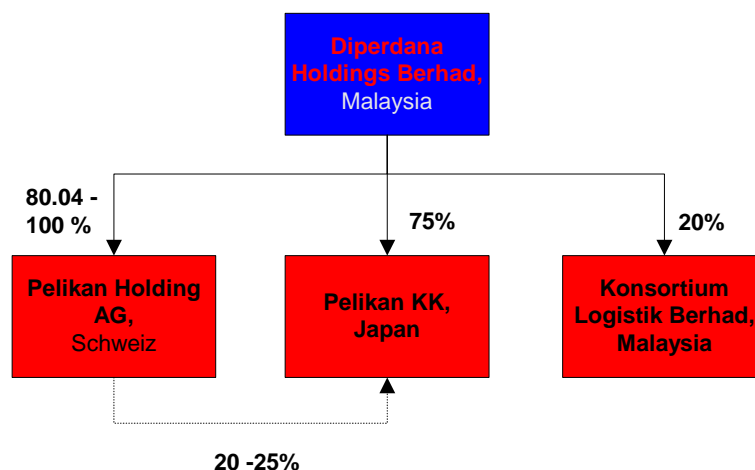 Diperdana
Holdings Berhad,
Malaysia
80.04 -
100 %
75%
20%
Pelikan Holding
AG,
Schweiz
Pelikan KK,
Japan
Konsortium
Logistik Berhad,
Malaysia
20 -25%